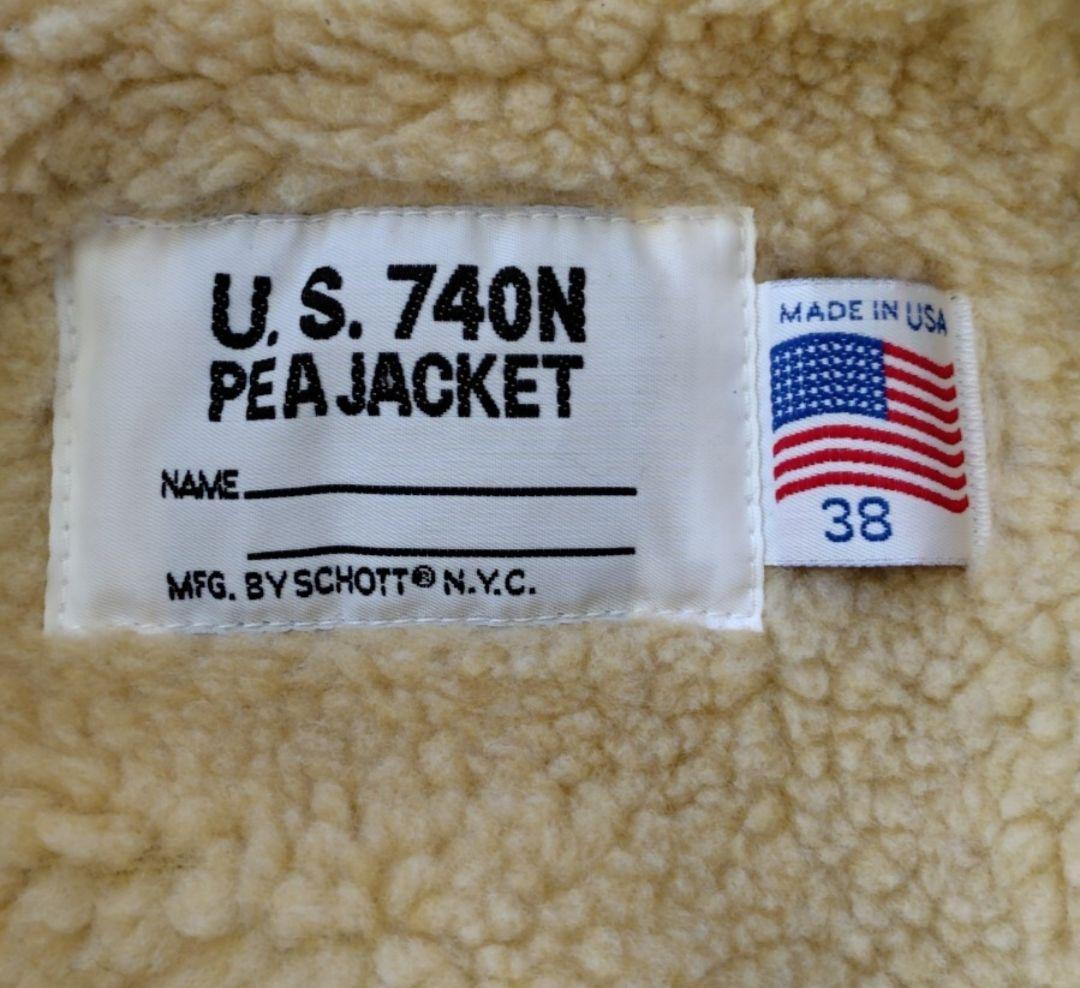 U.S. 740N
PEA JACKET
NAME
MFG. BY SCHOTT® N.Y.C.
MADE IN USA
38